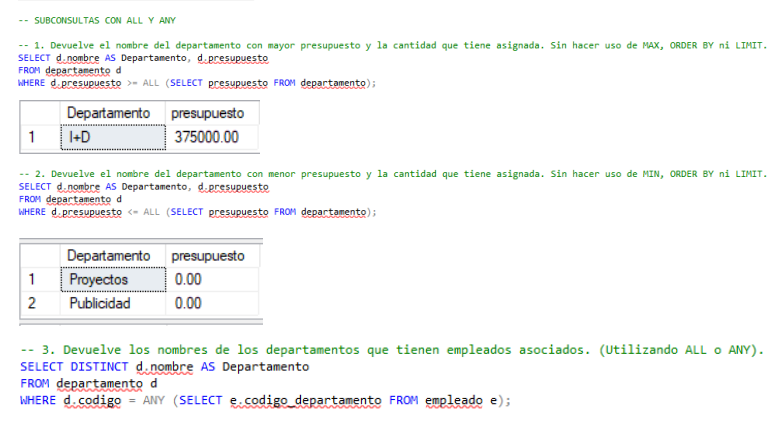 -- SUBCONSULTAS CON ALL Y ANY
-- 1. Devuelve el nombre del departamento con mayor presupuesto y la cantidad que tiene asignada. Sin hacer uso de MAX, ORDER BY ni LIMIT.
SELECT d.nombre AS Departamento, d.presupuesto
FROM departamento d
WHERE d.presupuesto >= ALL (SELECT presupuesto FROM departamento);
Departamento presupuesto
1 I+D 375000.00
-- 2. Devuelve el nombre del departamento con menor presupuesto y la cantidad que tiene asignada. Sin hacer uso de MIN, ORDER BY ni LIMIT.
SELECT d.nombre AS Departamento, d.presupuesto
FROM departamento d
WHERE d.presupuesto <= ALL (SELECT presupuesto FROM departamento);
Departamento presupuesto
1 Proyectos 0.00
2 Publicidad 0.00
-- 3. Devuelve los nombres de los departamentos que tienen empleados asociados. (Utilizando ALL o ANY).
SELECT DISTINCT d.nombre AS Departamento
FROM departamento d
WHERE d.codigo = ANY (SELECT e.codigo_departamento FROM empleado e);